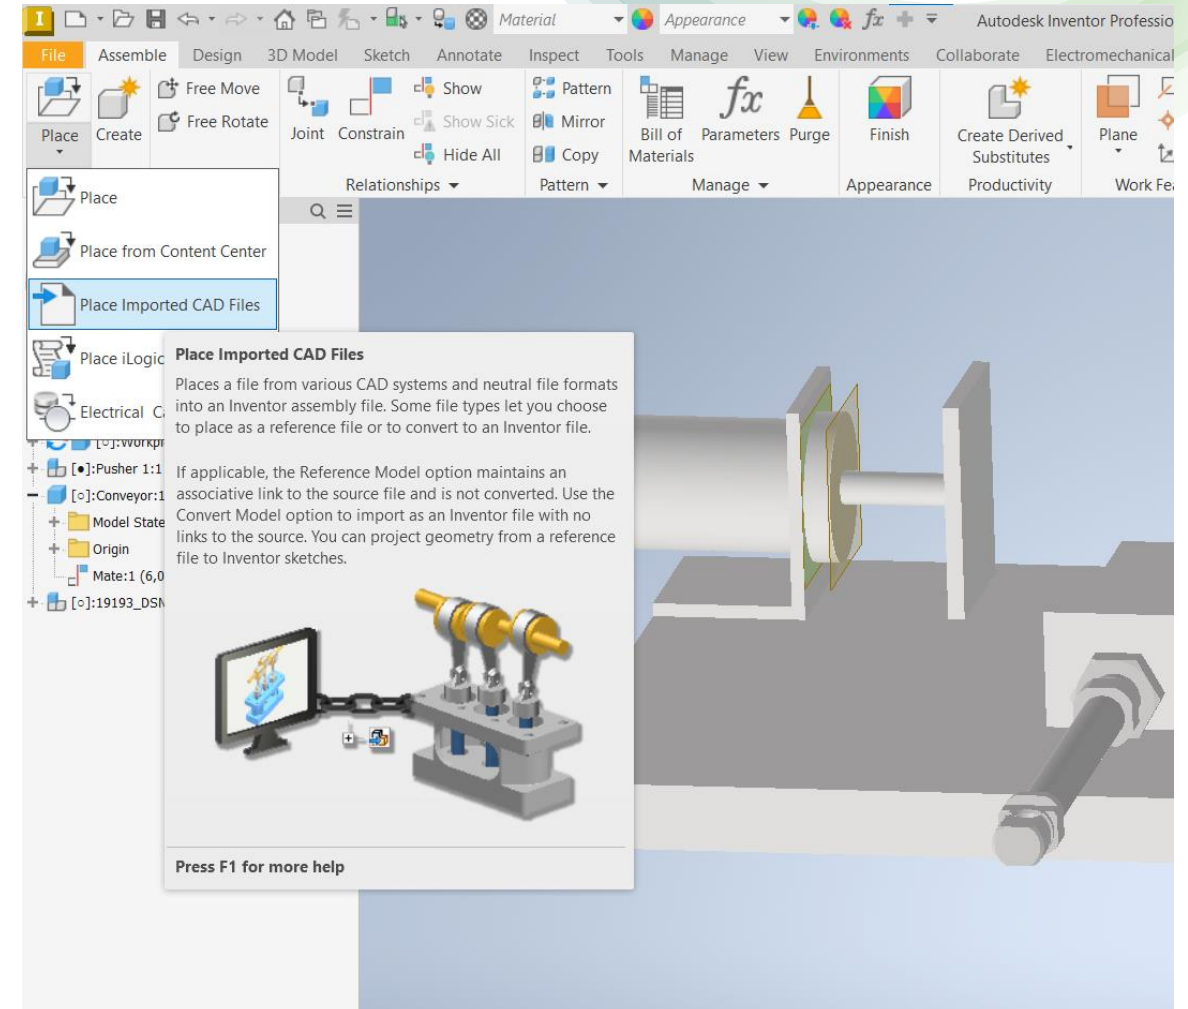 I
Material
Appearance
fx
Autodesk Inventor Professio
File Assemble Design 3D Model Sketch Annotate Inspect Tools Manage View Environments Collaborate Electromechanical
Place
Create
Free Move
Free Rotate
Joint
Constrain
Show
Show Sick
Hide All
Pattern
Mirror
Copy
Bill of
Materials
fx
Parameters
Purge
Finish
Create Derived
Substitutes
Plane
Relationships
Pattern
Manage
Appearance
Productivity
Work Fea
Place
Place from Content Center
Place Imported CAD Files
Place iLogic
Electrical
[○]:Workp
[●]:Pusher 1:1
[○]:Conveyor:1
Model State
Origin
Mate:1 (6,0
[○]:19193_DSN
Place Imported CAD Files
Places a file from various CAD systems and neutral file formats
into an Inventor assembly file. Some file types let you choose
to place as a reference file or to convert to an Inventor file.
If applicable, the Reference Model option maintains an
associative link to the source file and is not converted. Use the
Convert Model option to import as an Inventor file with no
links to the source. You can project geometry from a reference
file to Inventor sketches.
Press F1 for more help